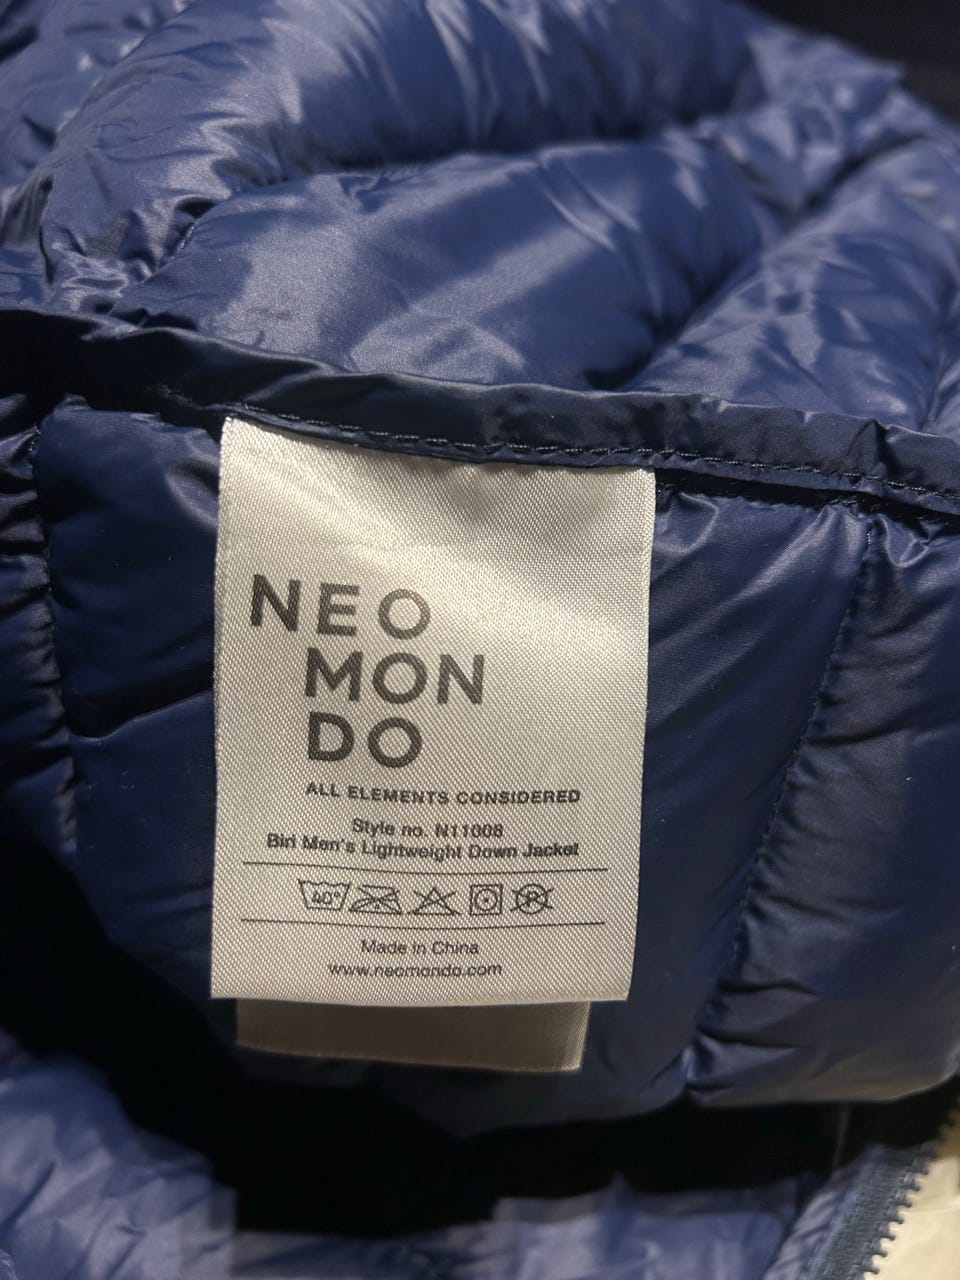 NEO
MON
DO
ALL ELEMENTS CONSIDERED
Style no. N11008
Biri Men's Lightweight Down Jacket
40°
P
Made in China
www.neomondo.com